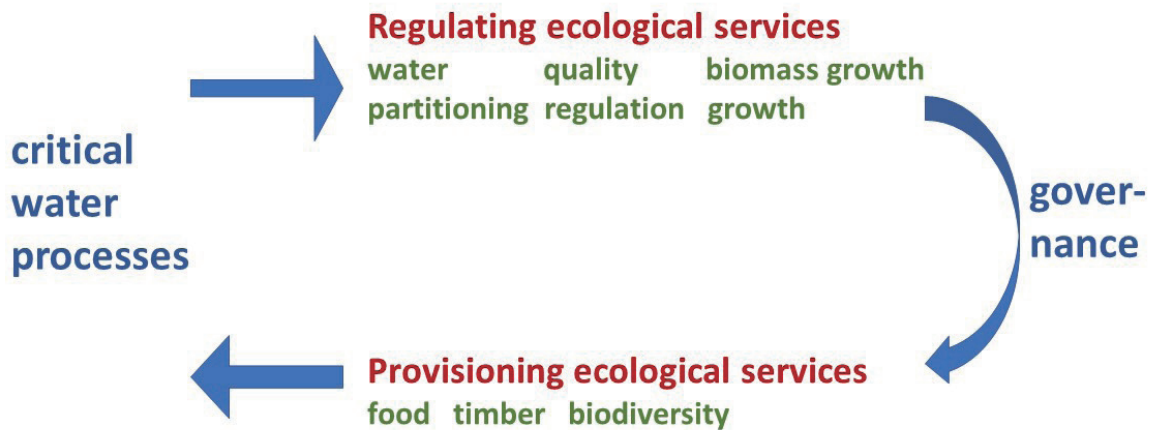 Regulating ecological services
water quality biomass growth
partitioning regulation growth
critical
water
processes
gover-
nance
Provisioning ecological services
food timber biodiversity